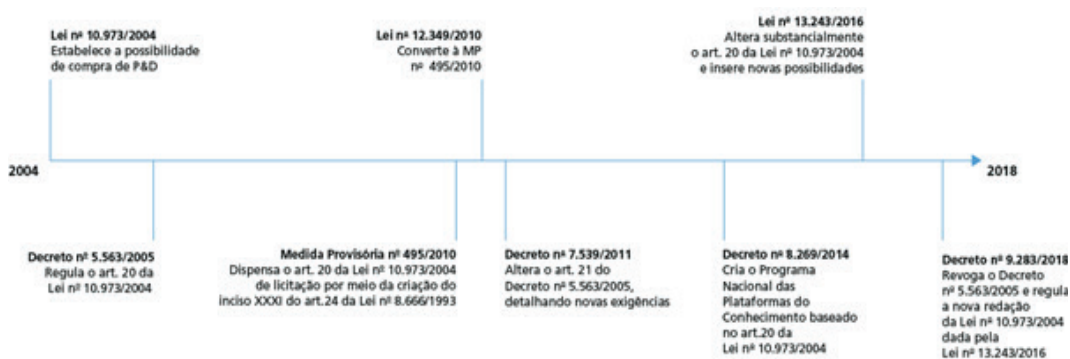 Lei nº 10.973/2004
Estabelece a possibilidade
de compra de P&D
Lei nº 12.349/2010
Converte à MP
nº 495/2010
Lei nº 13.243/2016
Altera substancialmente
o art. 20 da Lei nº 10.973/2004
e insere novas possibilidades
2004
2018
Decreto nº 5.563/2005
Regula o art. 20 da
Lei nº 10.973/2004
Medida Provisória nº 495/2010
Dispensa o art. 20 da Lei nº 10.973/2004
de licitação por meio da criação do
inciso XXXI do art.24 da Lei nº 8.666/1993
Decreto nº 7.539/2011
Altera o art. 21 do
Decreto nº 5.563/2005,
detalhando novas exigências
Decreto nº 8.269/2014
Cria o Programa
Nacional das
Plataformas do
Conhecimento baseado
no art.20 da
Lei nº 10.973/2004
Decreto nº 9.283/2018
Revoga o Decreto
nº 5.563/2005 e regula
a nova redação
da Lei nº 10.973/2004
dada pela
Lei nº 13.243/2016